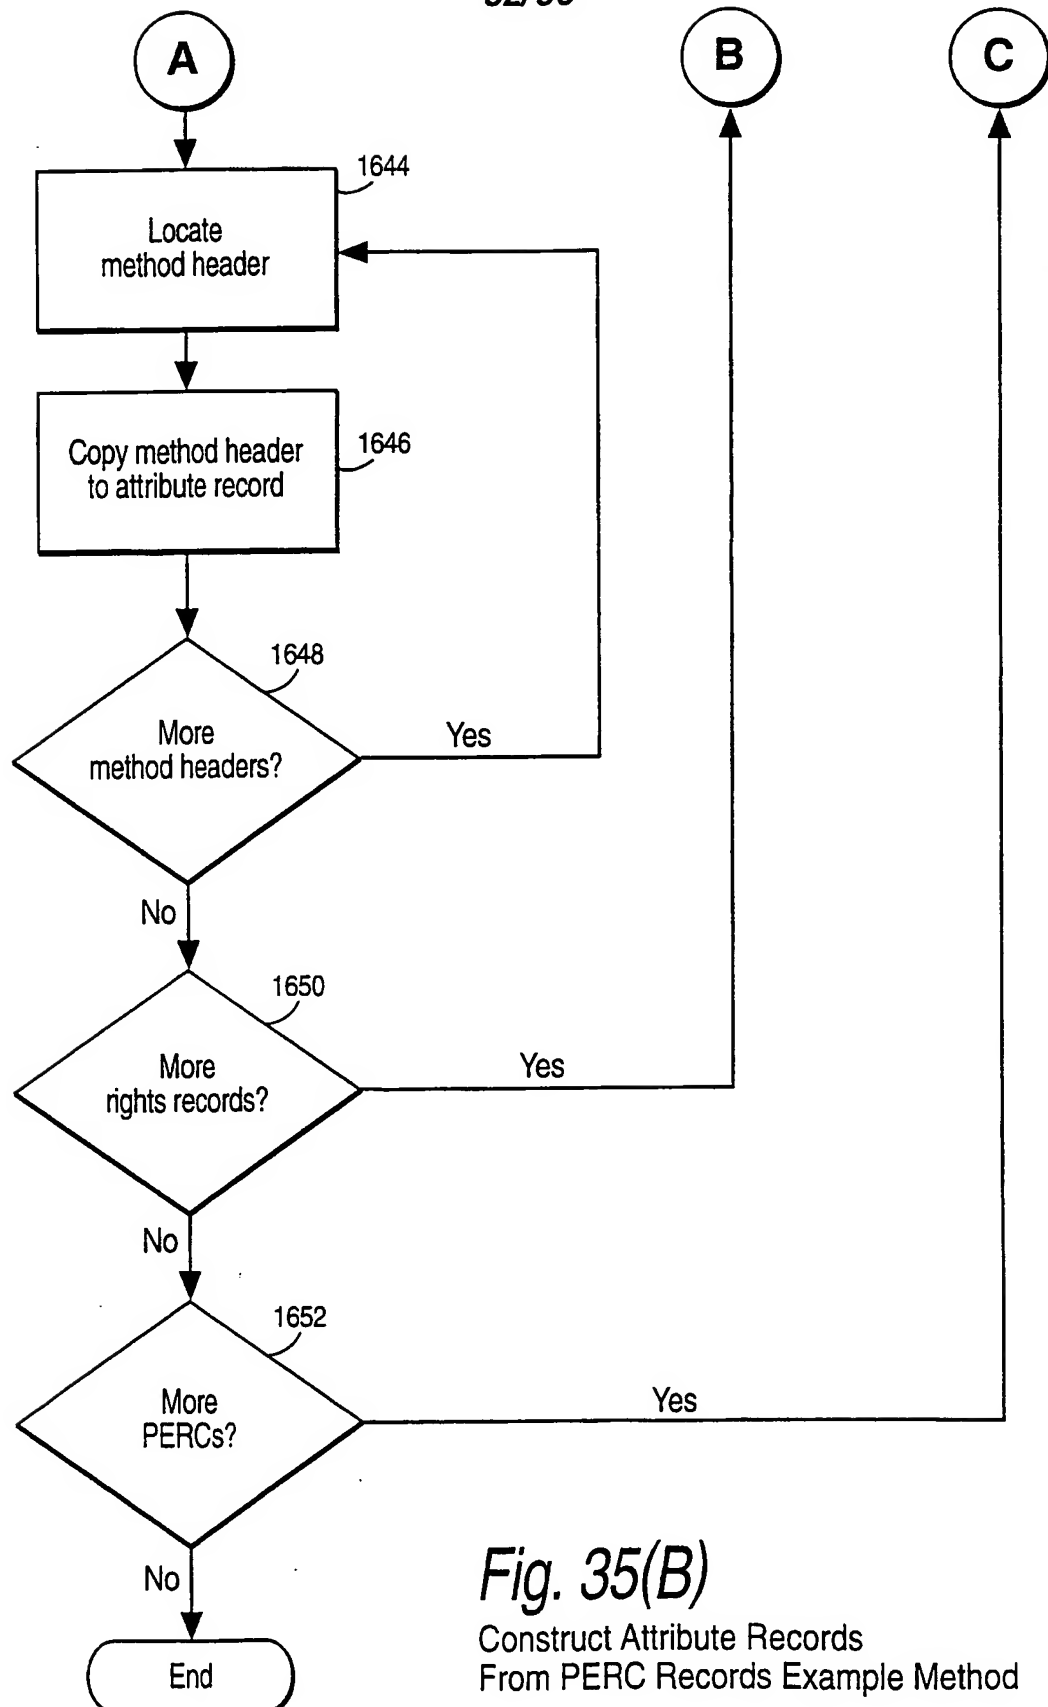 A
B
C
1644
Locate
method header
1646
Copy method header
to attribute record
1648
More
method headers?
Yes
No
1650
More
rights records?
Yes
No
1652
More
PERCs?
Yes
No
End
Fig. 35(B)
Construct Attribute Records
From PERC Records Example Method